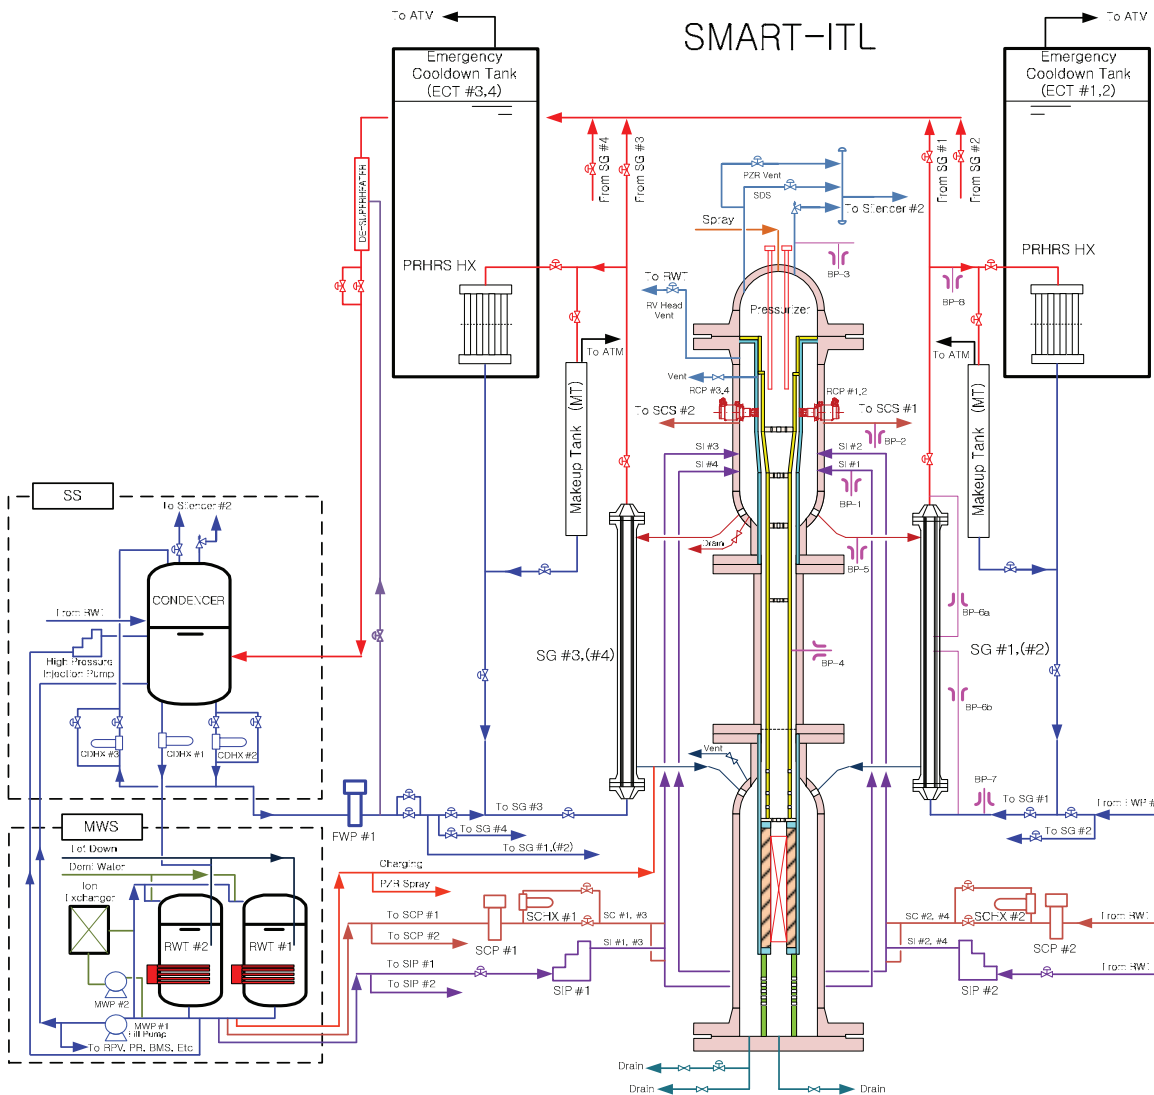 To ATV
SMART-ITL
To ATV
Emergency
Cooldown Tank
(ECT #3,4)
Emergency
Cooldown Tank
(ECT #1,2)
From SG #4
From SG #3
From SG #1
From SG #2
DE-SUPERHEATER
PZR Vent
SDS
To Silencer #2
Spray
BP-3
PRHRS HX
PRHRS HX
To RWT
RV Head
Vent
Pressurizer
BP-8
To ATM
To ATM
Vent
RCP #3,4
RCP #1,2
To SCS #2
To SCS #1
BP-2
Makeup Tank (MT)
Makeup Tank (MT)
SI #3
SI #4
SI #2
SI #1
BP-1
SS
To Silencer #2
Drain
BP-5
CONDENCER
From RWT
BP-6a
High Pressure
Injection Pump
SG #3,(#4)
BP-4
SG #1,(#2)
BP-6b
CDHX #3
CDHX #1
CDHX #2
Vent
BP-7
FWP #1
To SG #3
To SG #4
To SG #1,(#2)
To SG #1
To SG #2
From FWP #
MWS
Let Down
Demi Water
Ion
Exchanger
RWT #2
RWT #1
MWP #2
MWP #1
Fill Pump
To RPV, PR, BMS, Etc
Charging
PZR Spray
To SCP #1
To SCP #2
SCP #1
SCHX #1
SC #1, #3
SC #2, #4
SCHX #2
SCP #2
From RWT
To SIP #1
To SIP #2
SIP #1
SI #1, #3
SI #2, #4
SIP #2
From RWT
Drain
Drain
Drain